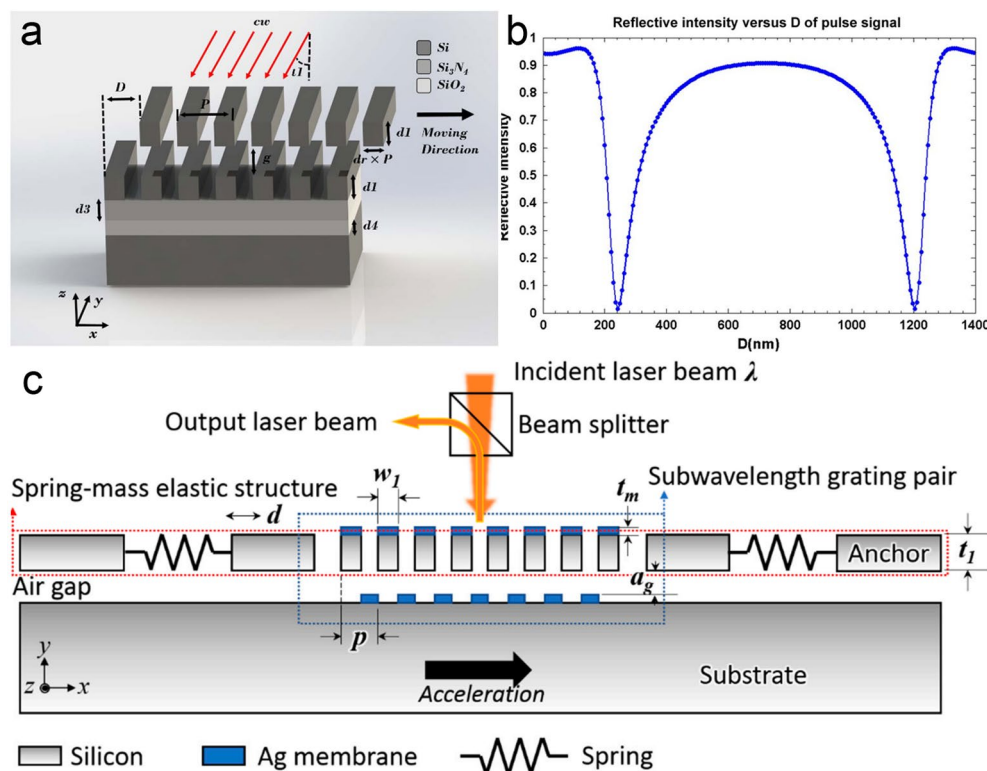 a
cw
t1
Si
Si3N4
SiO2
D
P
d1
Moving
Direction
g
dr × P
d1
d3
d4
z
y
x
b
Reflective intensity versus D of pulse signal
Reflective Intensity
1
0.9
0.8
0.7
0.6
0.5
0.4
0.3
0.2
0.1
0
0 200 400 600 800 1000 1200 1400
D(nm)
c
Incident laser beam λ
Output laser beam
Beam splitter
Spring-mass elastic structure
w1
Subwavelength grating pair
d
tm
Anchor
t1
Air gap
ag
p
y
z x
Acceleration
Substrate
Silicon
Ag membrane
Spring